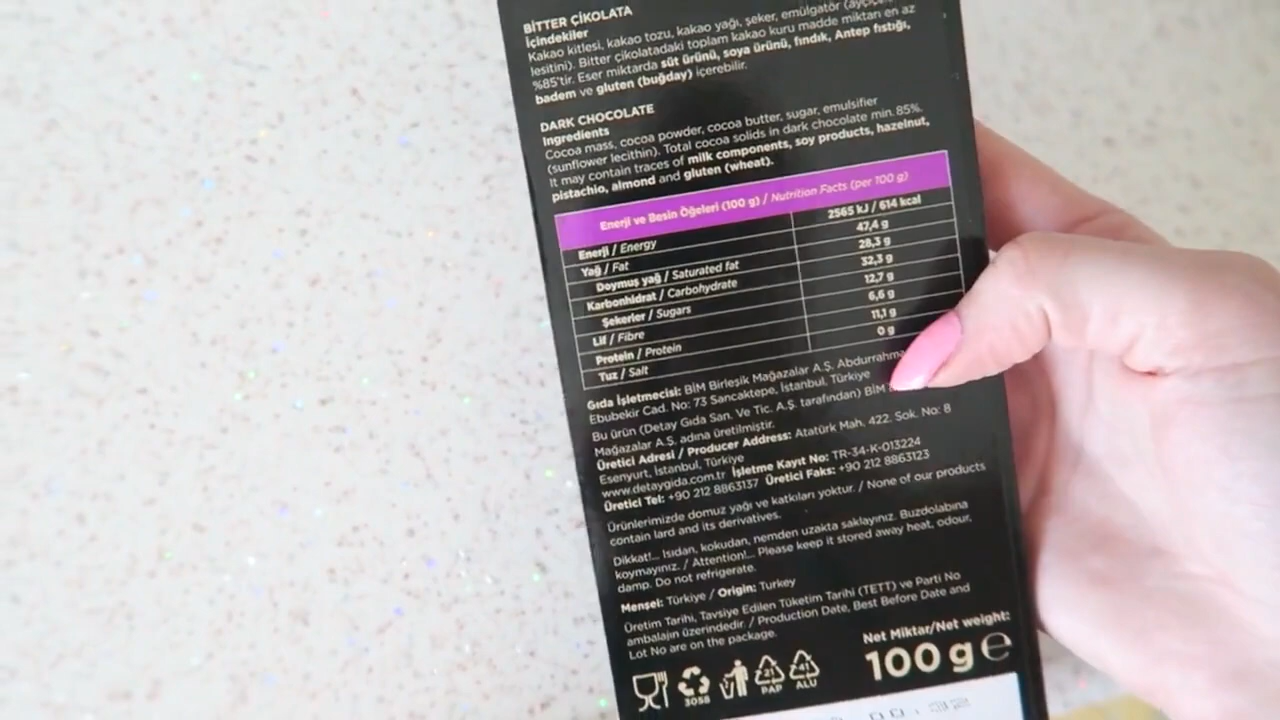 BİTTER ÇİKOLATA
İçindekiler
Kakao kitlesi, kakao tozu, kakao yağı, şeker, emülgatör
lesitini). Bitter çikolatadaki toplam kakao kuru madde miktarı en az
%85'tir. Eser miktarda süt ürünü, soya ürünü, fındık, Antep fıstığı,
badem ve gluten (buğday) içerebilir.
DARK CHOCOLATE
Ingredients
Cocoa mass, cocoa powder, cocoa butter, sugar, emulsifier
(sunflower lecithin). Total cocoa solids in dark chocolate min. 85%.
It may contain traces of milk components, soy products, hazelnut,
pistachio, almond and gluten (wheat).
Enerji ve Besin Öğeleri (100 g) / Nutrition Facts (per 100 g)
Enerji / Energy 2565 kJ / 614 kcal
Yağ / Fat 47,4 g
Doymuş yağ / Saturated fat 28,3 g
Karbonhidrat / Carbohydrate 32,3 g
Şekerler / Sugars 12,7 g
Lif / Fibre 6,6 g
Protein / Protein 11,1 g
Tuz / Salt 0 g
Gıda İşletmecisi: BİM Birleşik Mağazalar A.Ş. Abdurrahma
Ebubekir Cad. No: 73 Sancaktepe, İstanbul, Türkiye
Bu ürün (Detay Gıda San. Ve Tic. A.Ş. tarafından) BİM
Mağazalar A.Ş. adına üretilmiştir.
Üretici Adresi / Producer Address: Atatürk Mah. 422. Sok. No: 8
Esenyurt, İstanbul, Türkiye İşletme Kayıt No: TR-34-K-013224
www.detaygida.com.tr
Üretici Tel: +90 212 8863137 Üretici Faks: +90 212 8863123
Ürünlerimizde domuz yağı ve katkıları yoktur. / None of our products
contain lard and its derivatives.
Dikkat!... Isıdan, kokudan, nemden uzakta saklayınız. Buzdolabına
koymayınız. / Attention!... Please keep it stored away heat, odour,
damp. Do not refrigerate.
Menşei: Türkiye / Origin: Turkey
Üretim Tarihi, Tavsiye Edilen Tüketim Tarihi (TETT) ve Parti No
ambalajın üzerindedir. / Production Date, Best Before Date and
Lot No are on the package.
Net Miktar/Net weight:
100 g ℮
3058
21
PAP
41
ALU